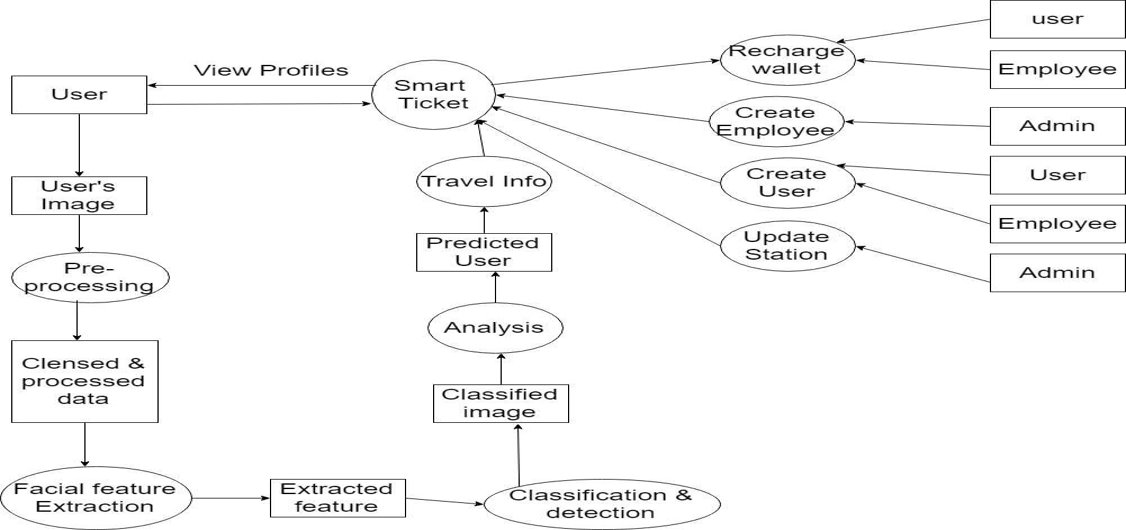 user
Recharge
wallet
Employee
View Profiles
Smart
Ticket
User
Create
Employee
Admin
Travel Info
Create
User
User
User's
Image
Employee
Predicted
User
Update
Station
Admin
Pre-
processing
Analysis
Clensed &
processed
data
Classified
image
Facial feature
Extraction
Extracted
feature
Classification &
detection